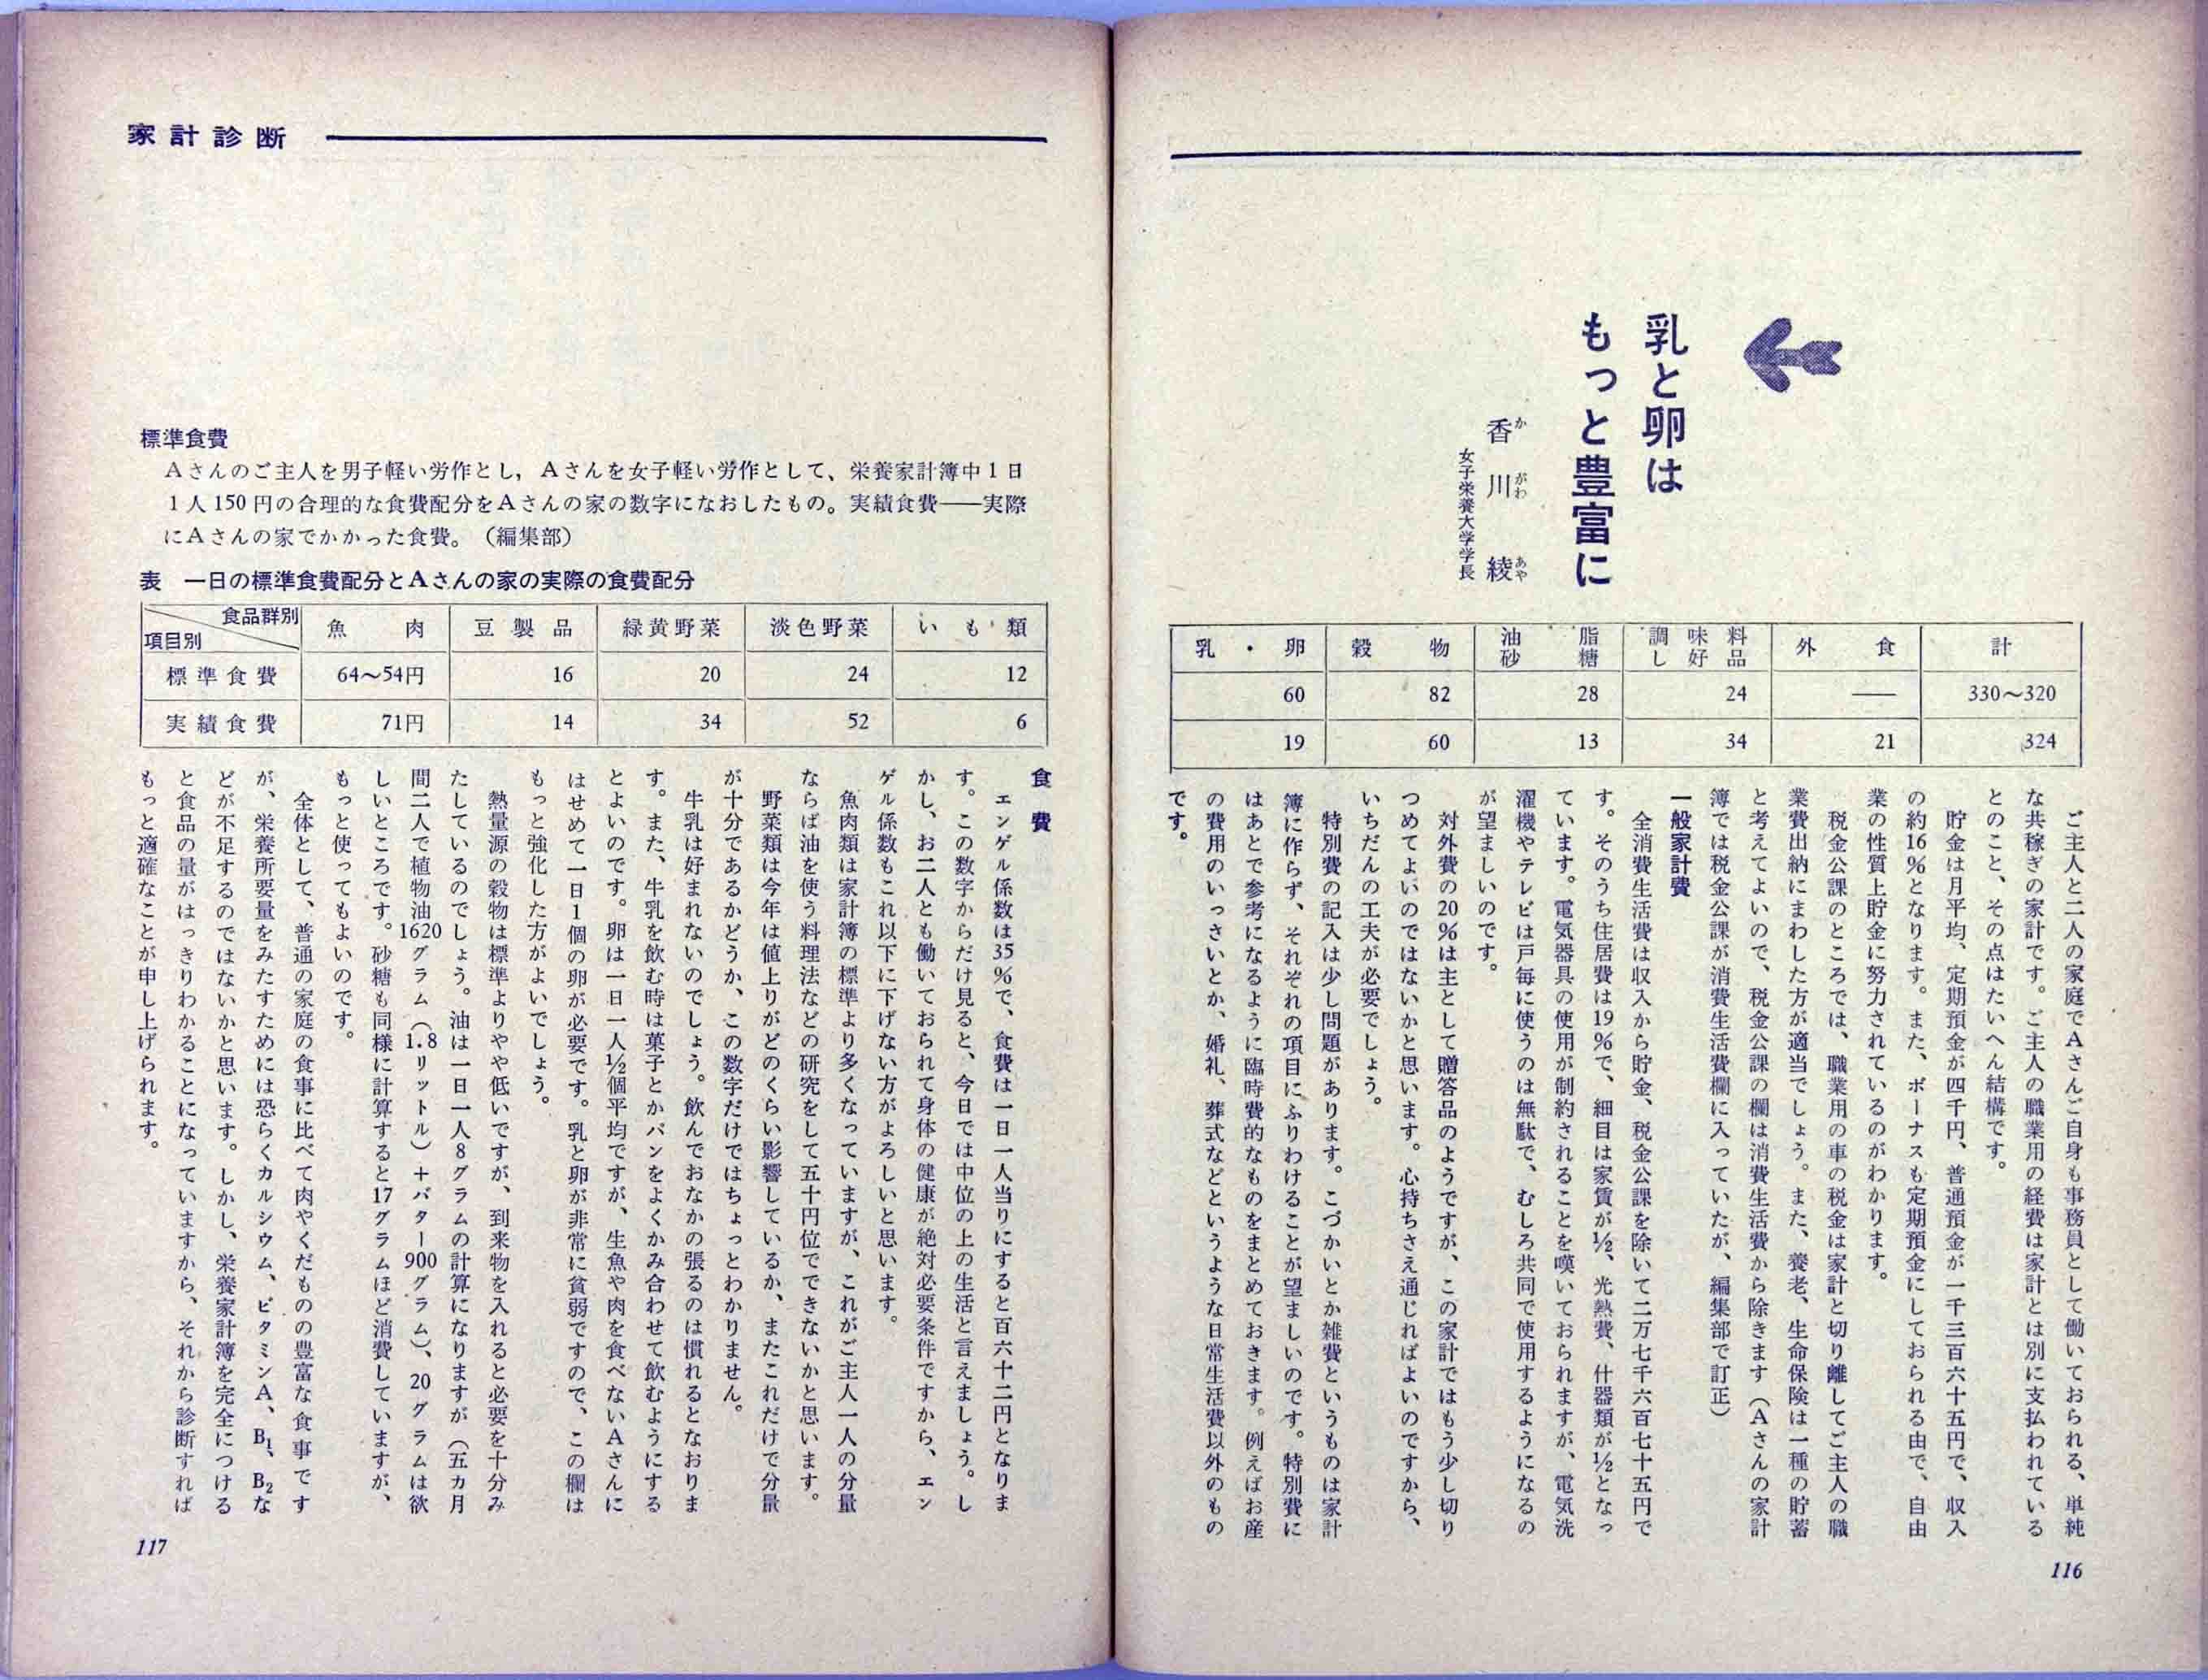 乳と卵は
もっと豊富に
香川綾
か がわ あや
女子栄養大学学長
乳・卵 穀物 油脂 砂糖 調味料 し好品 外食 計
60 82 28 24 ── 330〜320
19 60 13 34 21 324
ご主人と二人の家庭でAさんご自身も事務員として働いておられる、単純
な共稼ぎの家計です。ご主人の職業用の経費は家計とは別に支払われている
とのこと、その点はたいへん結構です。
貯金は月平均、定期預金が四千円、普通預金が一千三百六十五円で、収入
の約16%となります。また、ボーナスも定期預金にしておられる由で、自由
業の性質上貯金に努力されているのがわかります。
税金公課のところでは、職業用の車の税金は家計と切り離してご主人の職
業費出納にまわした方が適当でしょう。また、養老、生命保険は一種の貯蓄
と考えてよいので、税金公課の欄は消費生活費から除きます（Aさんの家計
簿では税金公課が消費生活費欄に入っていたが、編集部で訂正）
一般家計費
全消費生活費は収入から貯金、税金公課を除いて二万七千六百七十五円で
す。そのうち住居費は19%で、細目は家賃が½、光熱費、什器類が½となっ
ています。電気器具の使用が制約されることを嘆いておられますが、電気洗
濯機やテレビは戸毎に使うのは無駄で、むしろ共同で使用するようになるの
が望ましいのです。
対外費の20%は主として贈答品のようですが、この家計ではもう少し切り
つめてよいのではないかと思います。心持ちさえ通じればよいのですから、
いちだんの工夫が必要でしょう。
特別費の記入は少し問題があります。こづかいとか雑費というものは家計
簿に作らず、それぞれの項目にふりわけることが望ましいのです。特別費に
はあとで参考になるように臨時費的なものをまとめておきます。例えばお産
の費用のいっさいとか、婚礼、葬式などというような日常生活費以外のもの
です。
116
家計診断
標準食費
Aさんのご主人を男子軽い労作とし，Aさんを女子軽い労作として、栄養家計簿中1日
1人150円の合理的な食費配分をAさんの家の数字になおしたもの。実績食費──実際
にAさんの家でかかった食費。（編集部）
表　一日の標準食費配分とAさんの家の実際の食費配分
食品群別 項目別 魚肉 豆製品 緑黄野菜 淡色野菜 いも類
標準食費 64〜54円 16 20 24 12
実績食費 71円 14 34 52 6
食費
エンゲル係数は35%で、食費は一日一人当りにすると百六十二円となりま
す。この数字からだけ見ると、今日では中位の上の生活と言えましょう。し
かし、お二人とも働いておられて身体の健康が絶対必要条件ですから、エン
ゲル係数もこれ以下に下げない方がよろしいと思います。
魚肉類は家計簿の標準より多くなっていますが、これがご主人一人の分量
ならば油を使う料理法などの研究をして五十円位でできないかと思います。
野菜類は今年は値上りがどのくらい影響しているか、またこれだけで分量
が十分であるかどうか、この数字だけではちょっとわかりません。
牛乳は好まれないのでしょう。飲んでおなかの張るのは慣れるとなおりま
す。また、牛乳を飲む時は菓子とかパンをよくかみ合わせて飲むようにする
とよいのです。卵は一日一人½個平均ですが、生魚や肉を食べないAさんに
はせめて一日1個の卵が必要です。乳と卵が非常に貧弱ですので、この欄は
もっと強化した方がよいでしょう。
熱量源の穀物は標準よりやや低いですが、到来物を入れると必要を十分み
たしているのでしょう。油は一日一人8グラムの計算になりますが（五カ月
間二人で植物油1620グラム（1.8リットル）＋バター900グラム）、20グラムは欲
しいところです。砂糖も同様に計算すると17グラムほど消費していますが、
もっと使ってもよいのです。
全体として、普通の家庭の食事に比べて肉やくだものの豊富な食事です
が、栄養所要量をみたすためには恐らくカルシウム、ビタミンA、B₁、B₂な
どが不足するのではないかと思います。しかし、栄養家計簿を完全につける
と食品の量がはっきりわかることになっていますから、それから診断すれば
もっと適確なことが申し上げられます。
117